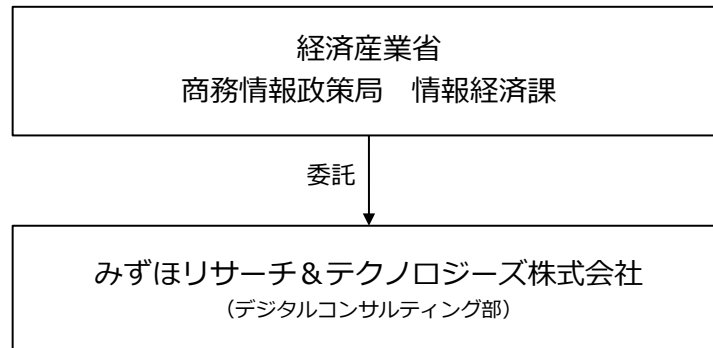 経済産業省
商務情報政策局　情報経済課
委託
みずほリサーチ＆テクノロジーズ株式会社
（デジタルコンサルティング部）